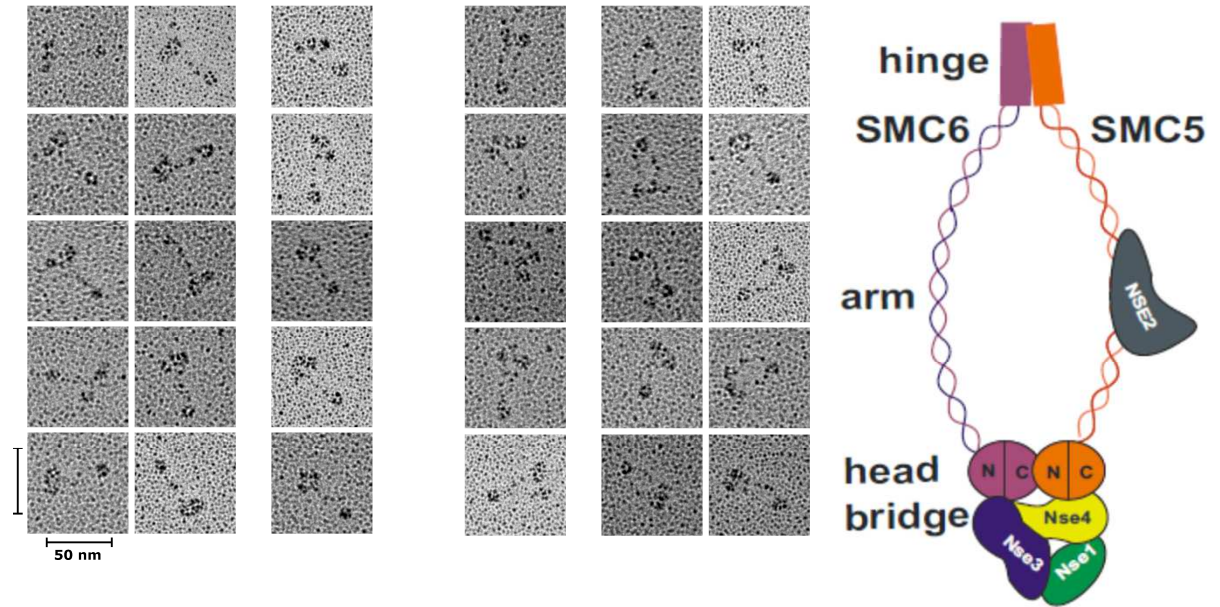 hinge
SMC6
SMC5
NSE2
arm
head
N C N C
bridge
Nse4
Nse3
Nse1
50 nm